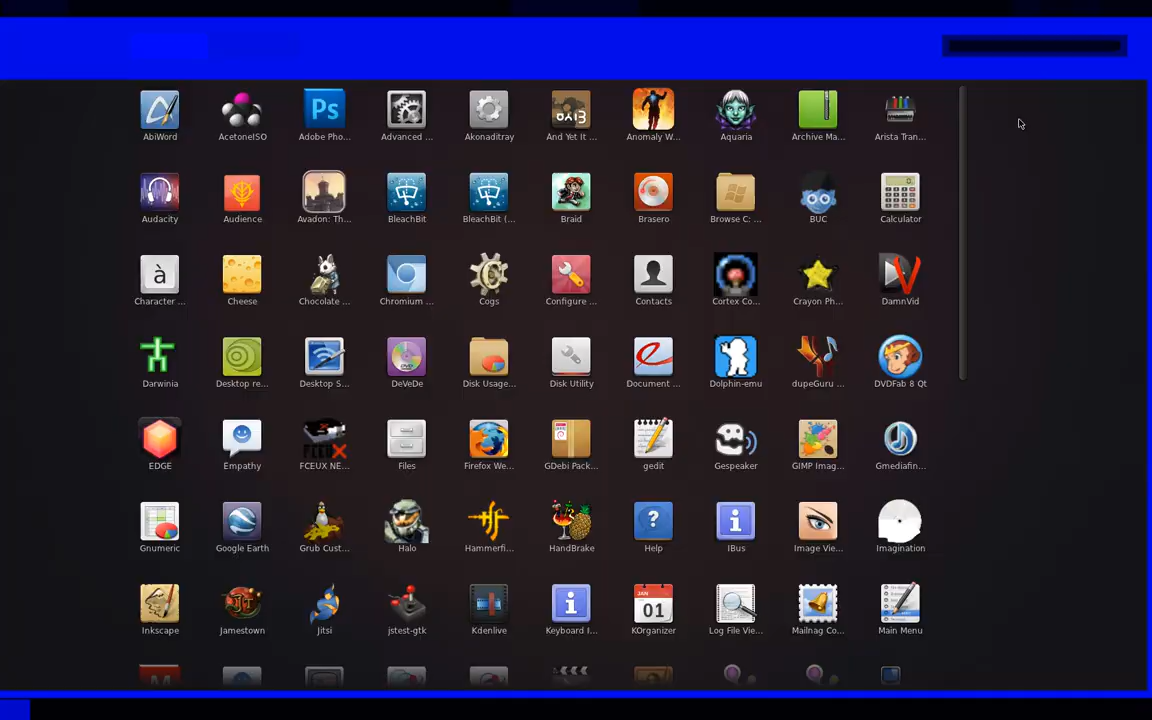 AbiWord AcetoneISO Adobe Pho... Advanced ... Akonaditray And Yet It ... Anomaly W... Aquaria Archive Ma... Arista Tran...
Audacity Audience Avadon: Th... BleachBit BleachBit (... Braid Brasero Browse C: ... BUC Calculator
Character ... Cheese Chocolate ... Chromium ... Cogs Configure ... Contacts Cortex Co... Crayon Ph... DamnVid
Darwinia Desktop re... Desktop S... DeVeDe Disk Usage... Disk Utility Document ... Dolphin-emu dupeGuru ... DVDFab 8 Qt
EDGE Empathy FCEUX NE... Files Firefox We... GDebi Pack... gedit Gespeaker GIMP Imag... Gmediafin...
Gnumeric Google Earth Grub Cust... Halo Hammerfi... HandBrake Help IBus Image Vie... Imagination
Inkscape Jamestown Jitsi jstest-gtk Kdenlive Keyboard I... KOrganizer Log File Vie... Mailnag Co... Main Menu